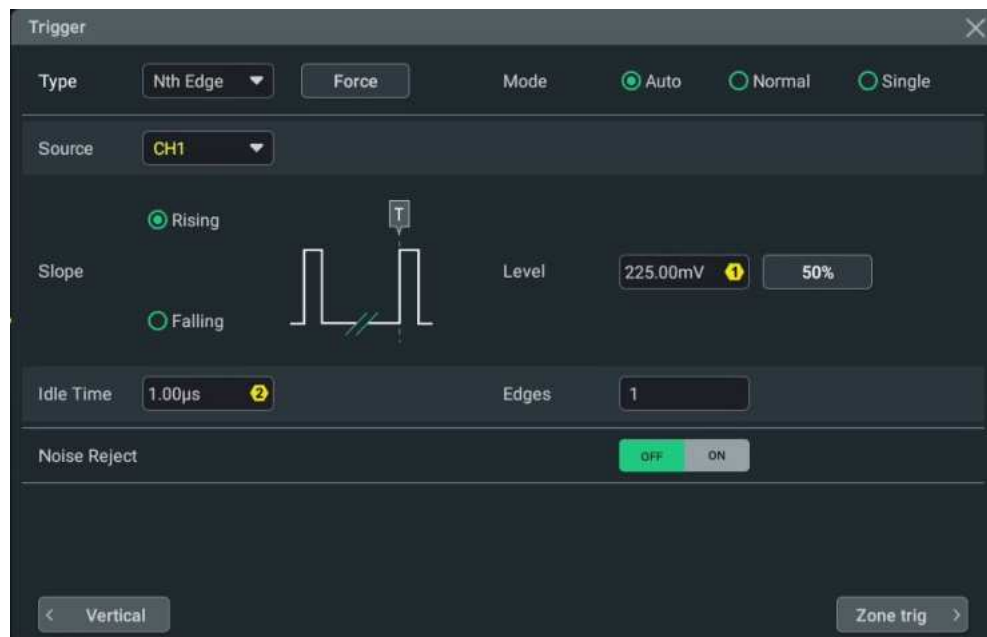 Trigger
Type Nth Edge Force Mode Auto Normal Single
Source CH1
Rising
T
Slope Level 225.00mV 1 50%
Falling
Idle Time 1.00µs 2 Edges 1
Noise Reject OFF ON
< Vertical Zone trig >